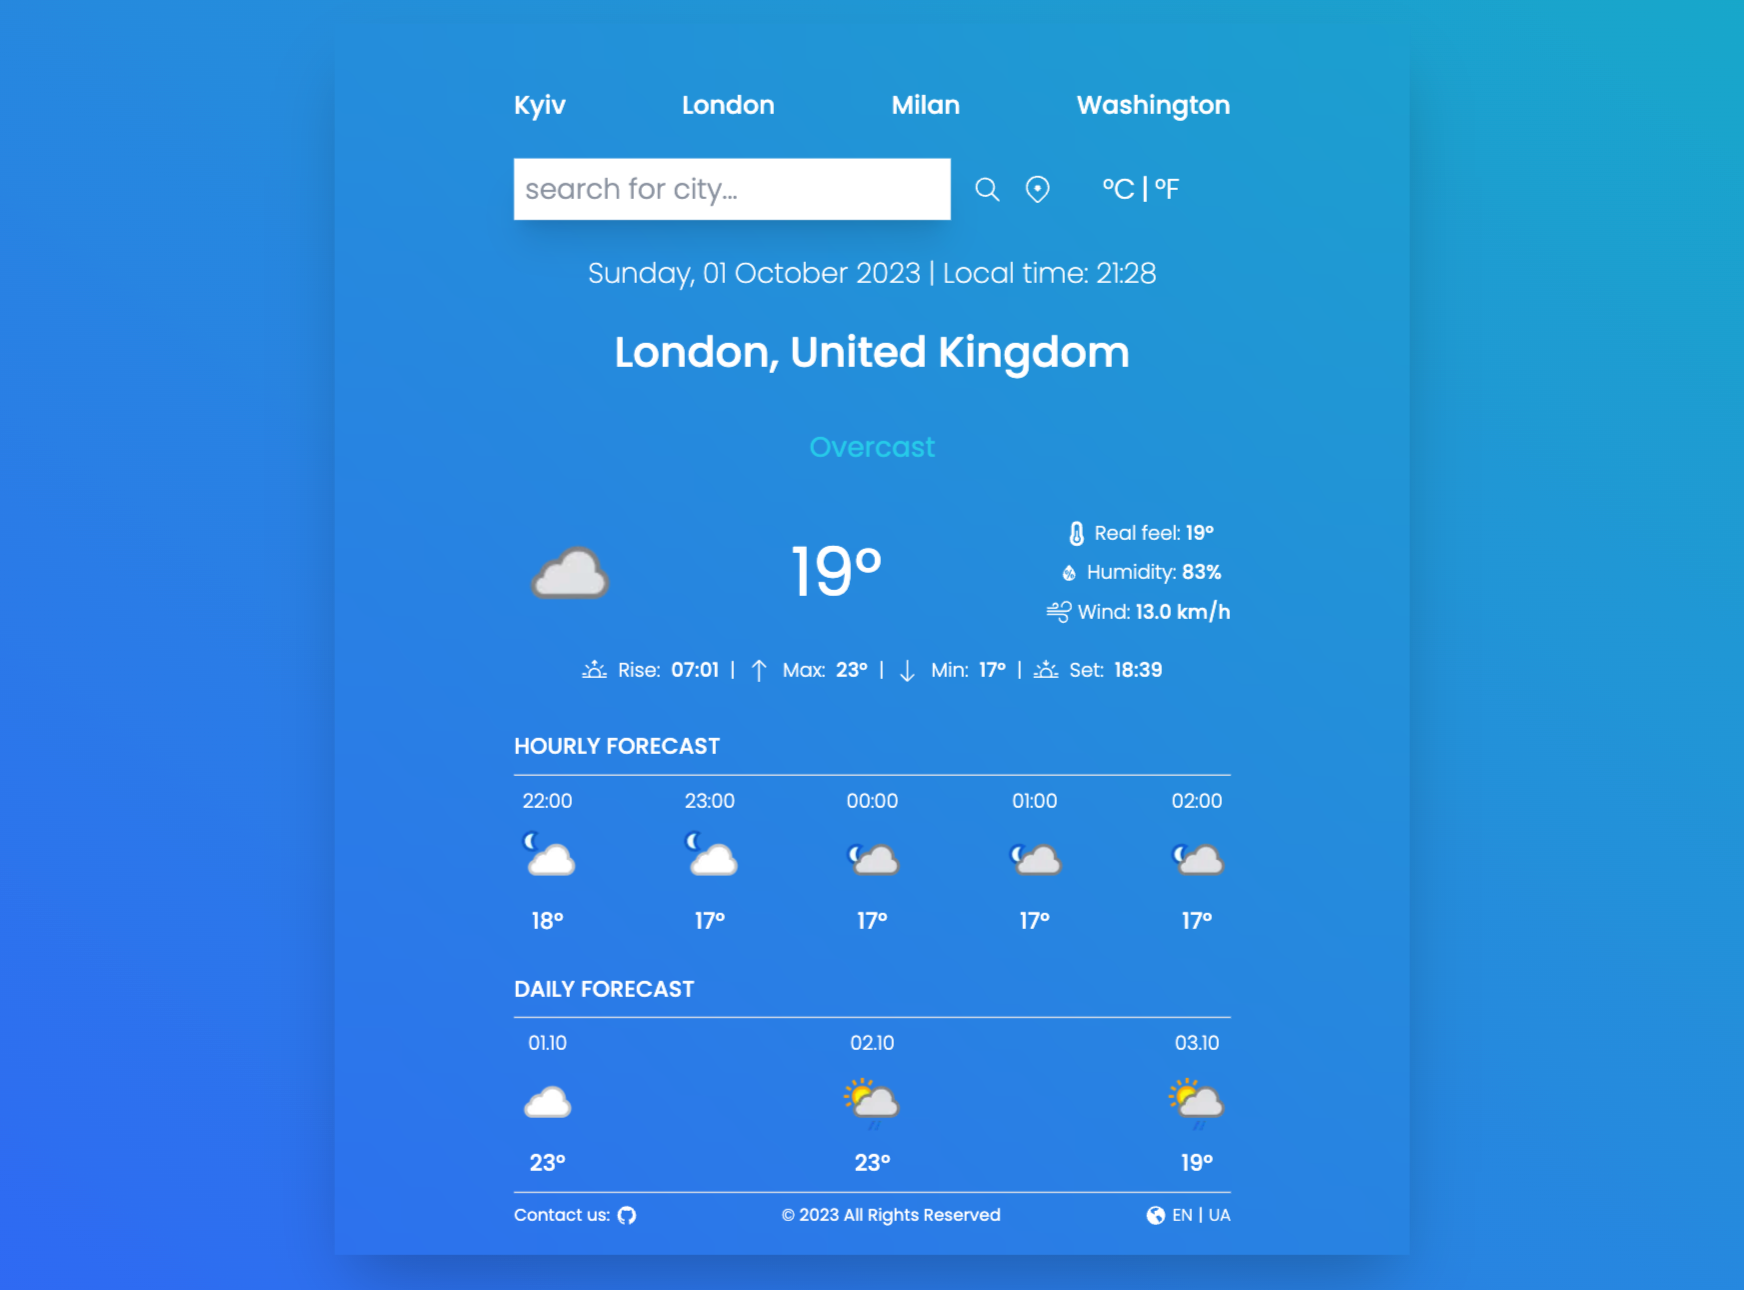 Kyiv London Milan Washington
search for city...
°C | °F
Sunday, 01 October 2023 | Local time: 21:28
London, United Kingdom
Overcast
19°
Real feel: 19°
Humidity: 83%
Wind: 13.0 km/h
Rise: 07:01 | Max: 23° | Min: 17° | Set: 18:39
HOURLY FORECAST
22:00 23:00 00:00 01:00 02:00
18° 17° 17° 17° 17°
DAILY FORECAST
01.10 02.10 03.10
23° 23° 19°
Contact us: © 2023 All Rights Reserved EN | UA